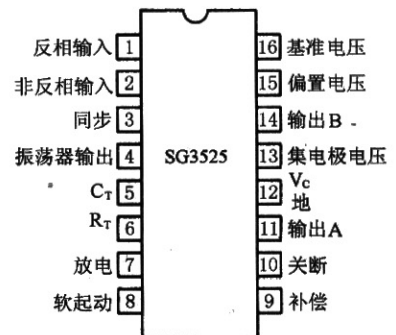 反相输入 1
非反相输入 2
同步 3
振荡器输出 4
CT 5
RT 6
放电 7
软起动 8
SG3525
16 基准电压
15 偏置电压
14 输出B
13 集电极电压
VC
12 地
11 输出A
10 关断
9 补偿